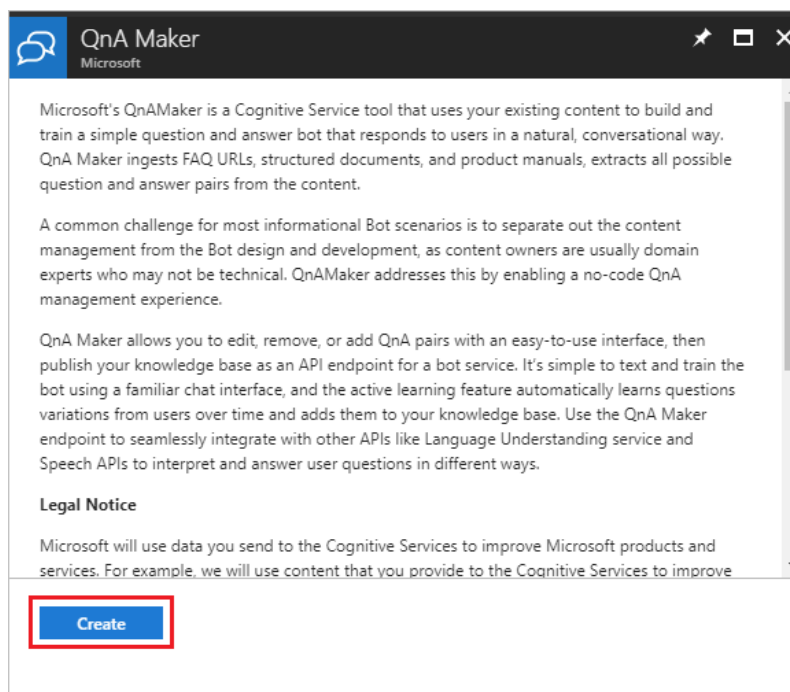 QnA Maker
Microsoft
Microsoft's QnAMaker is a Cognitive Service tool that uses your existing content to build and
train a simple question and answer bot that responds to users in a natural, conversational way.
QnA Maker ingests FAQ URLs, structured documents, and product manuals, extracts all possible
question and answer pairs from the content.
A common challenge for most informational Bot scenarios is to separate out the content
management from the Bot design and development, as content owners are usually domain
experts who may not be technical. QnAMaker addresses this by enabling a no-code QnA
management experience.
QnA Maker allows you to edit, remove, or add QnA pairs with an easy-to-use interface, then
publish your knowledge base as an API endpoint for a bot service. It's simple to text and train the
bot using a familiar chat interface, and the active learning feature automatically learns questions
variations from users over time and adds them to your knowledge base. Use the QnA Maker
endpoint to seamlessly integrate with other APIs like Language Understanding service and
Speech APIs to interpret and answer user questions in different ways.
Legal Notice
Microsoft will use data you send to the Cognitive Services to improve Microsoft products and
services. For example, we will use content that you provide to the Cognitive Services to improve
Create